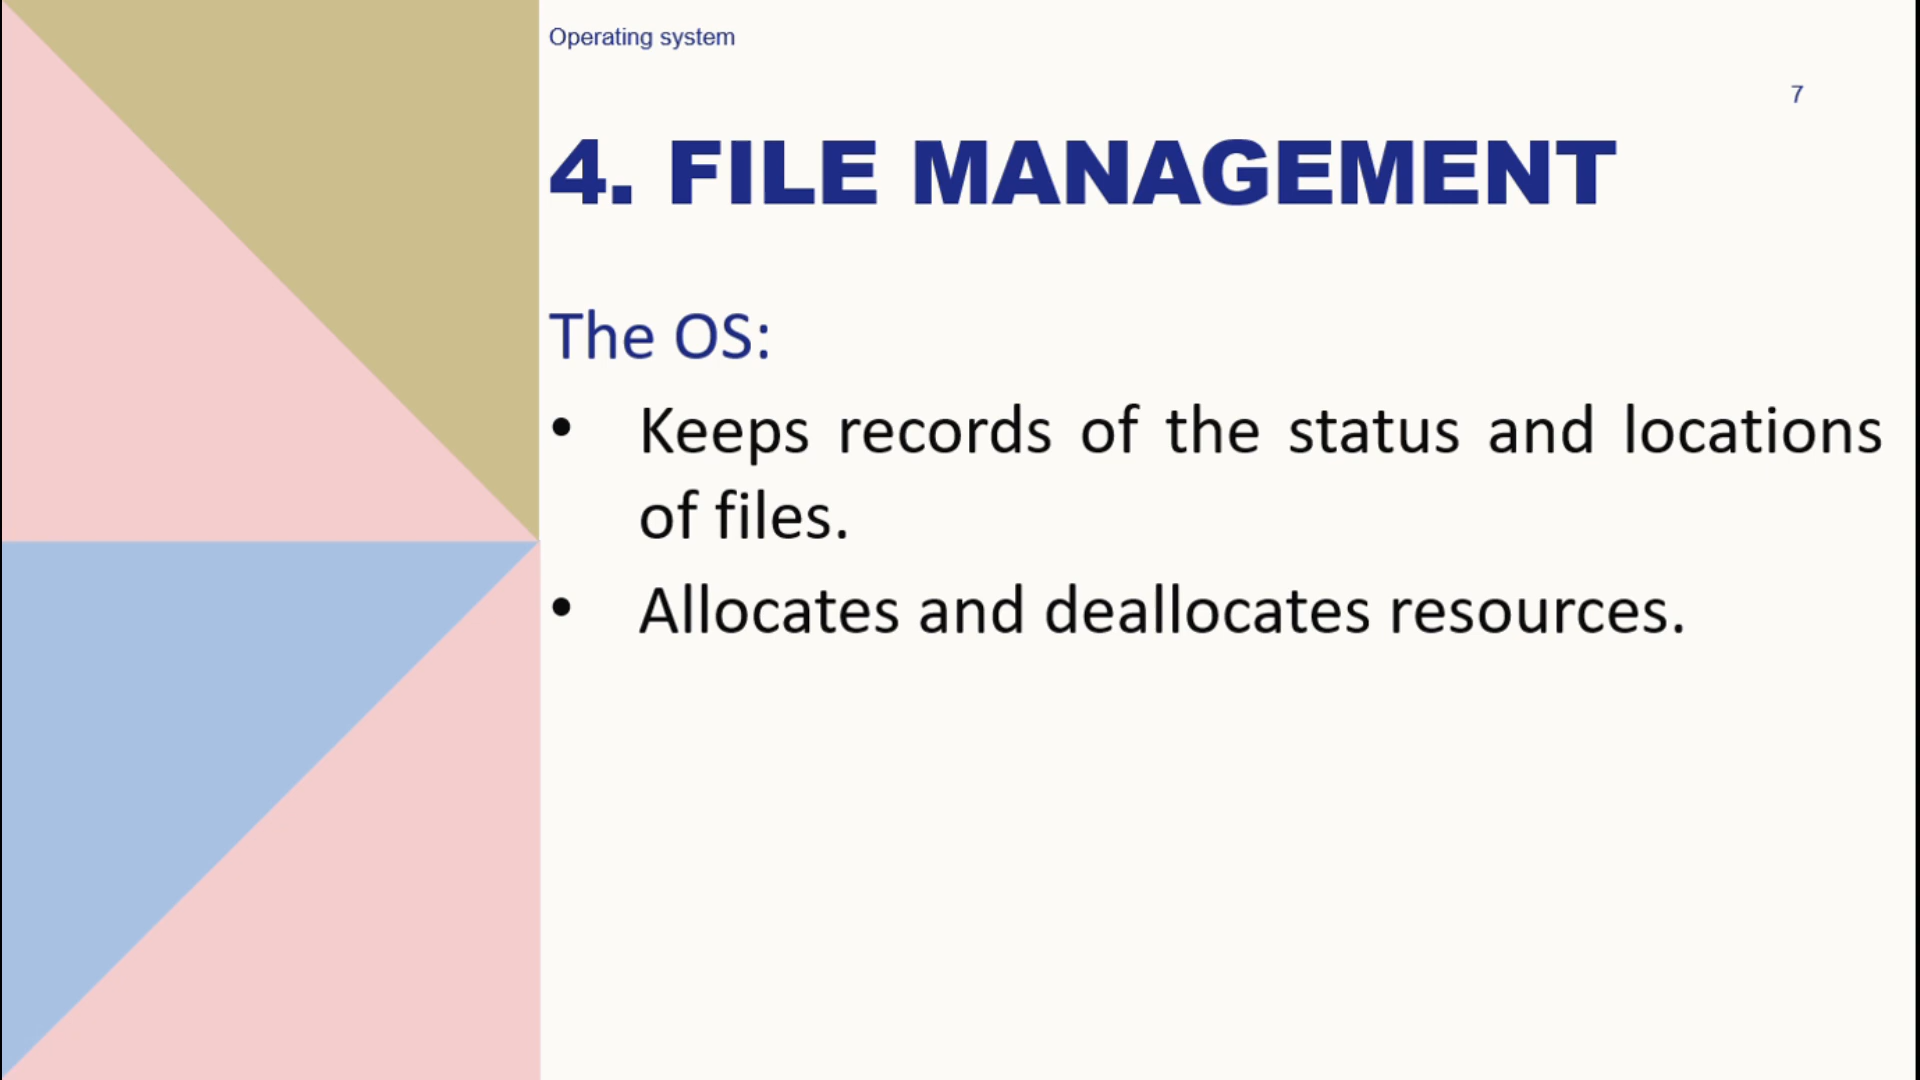 Operating system
7
4. FILE MANAGEMENT
The OS:
• Keeps records of the status and locations
of files.
• Allocates and deallocates resources.